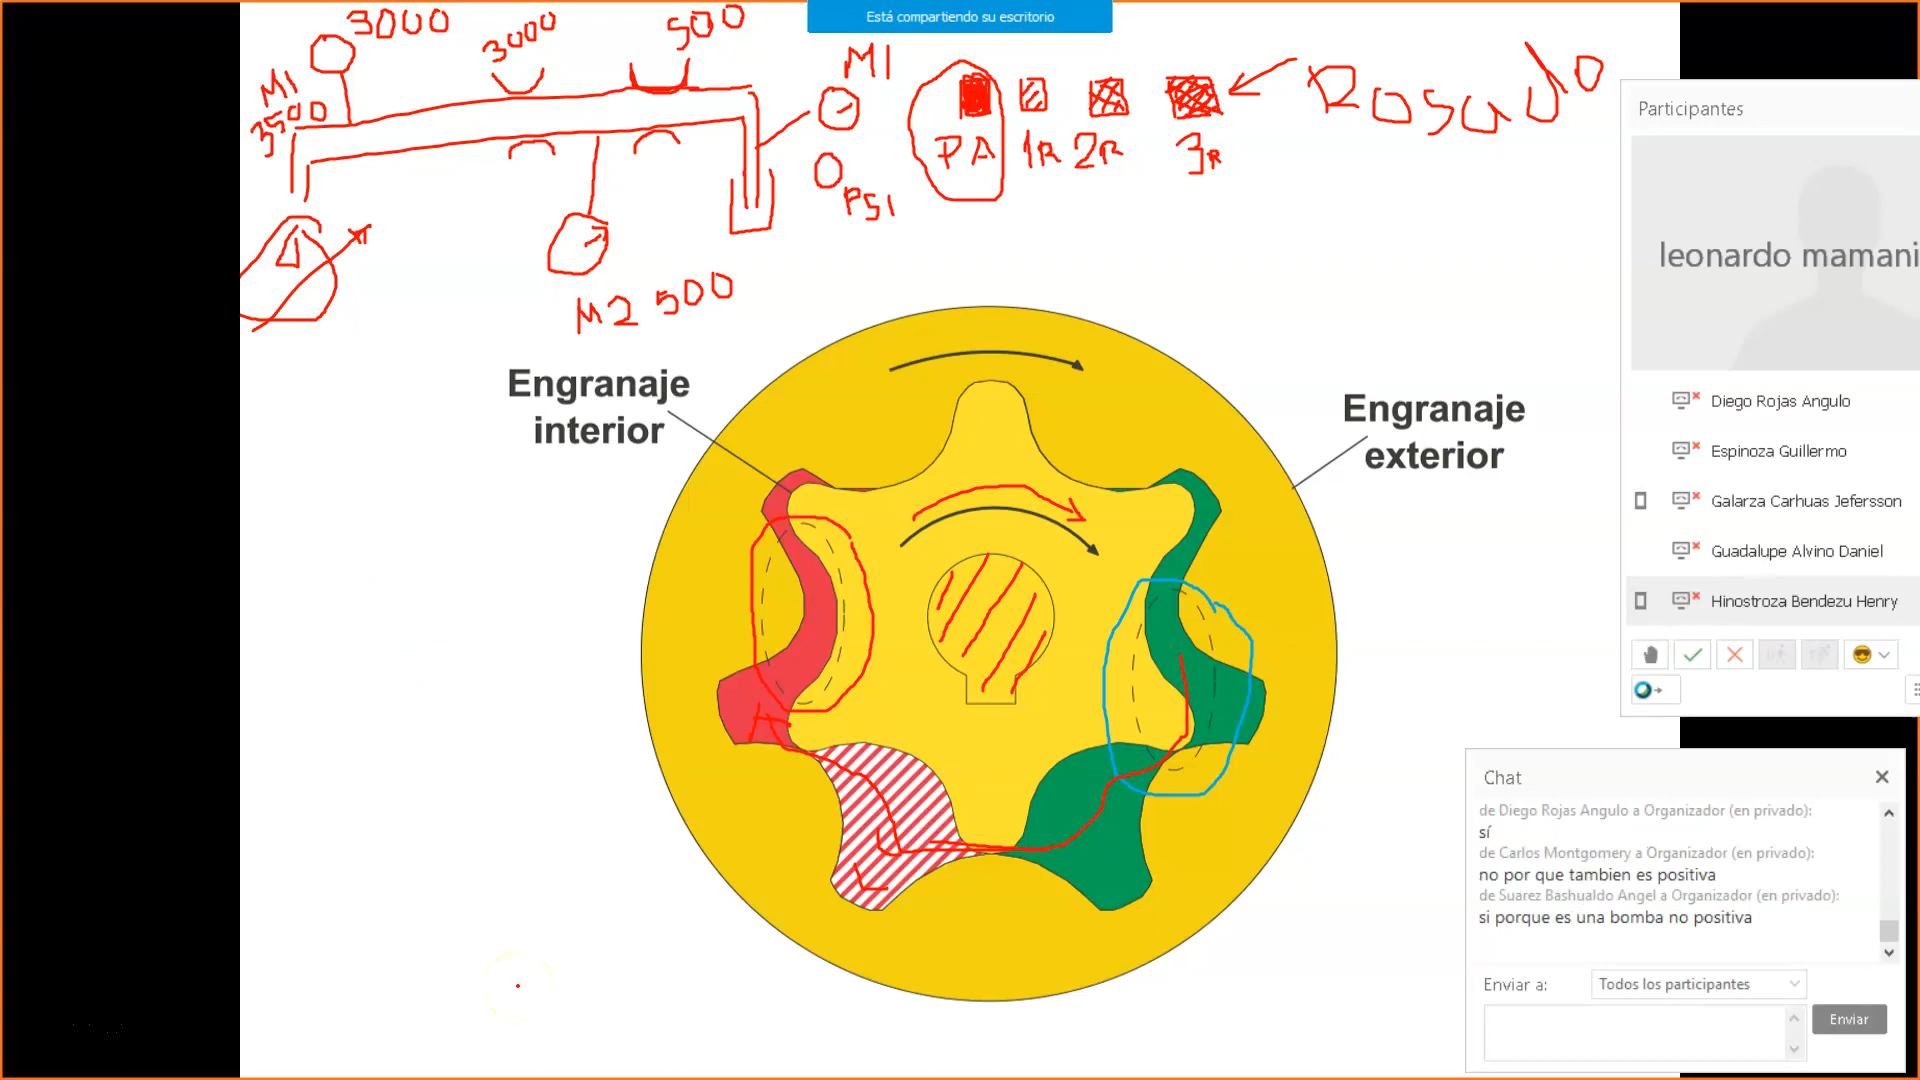 Está compartiendo su escritorio
3000
3000
500
M1
3500
M1
PSI
PA 1R 2R 3R
Rosado
M2 500
Engranaje
interior
Engranaje
exterior
Participantes
leonardo mamani
Diego Rojas Angulo
Espinoza Guillermo
Galarza Carhuas Jefersson
Guadalupe Alvino Daniel
Hinostroza Bendezu Henry
Chat
de Diego Rojas Angulo a Organizador (en privado):
sí
de Carlos Montgomery a Organizador (en privado):
no por que tambien es positiva
de Suarez Bashualdo Angel a Organizador (en privado):
si porque es una bomba no positiva
Enviar a:
Todos los participantes
Enviar